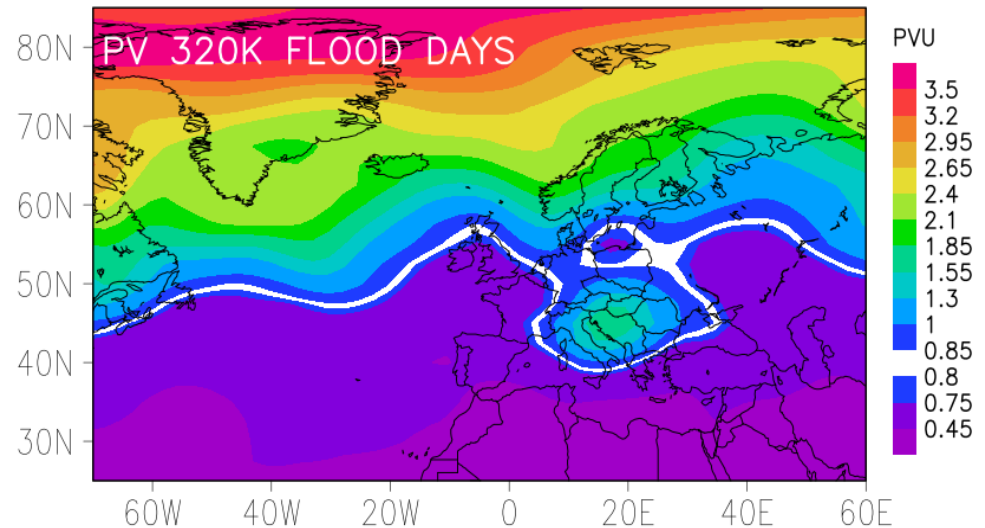 PV 320K FLOOD DAYS
PVU
80N
70N
60N
50N
40N
30N
3.5
3.2
2.95
2.65
2.4
2.1
1.85
1.55
1.3
1
0.85
0.8
0.75
0.45
60W
40W
20W
0
20E
40E
60E